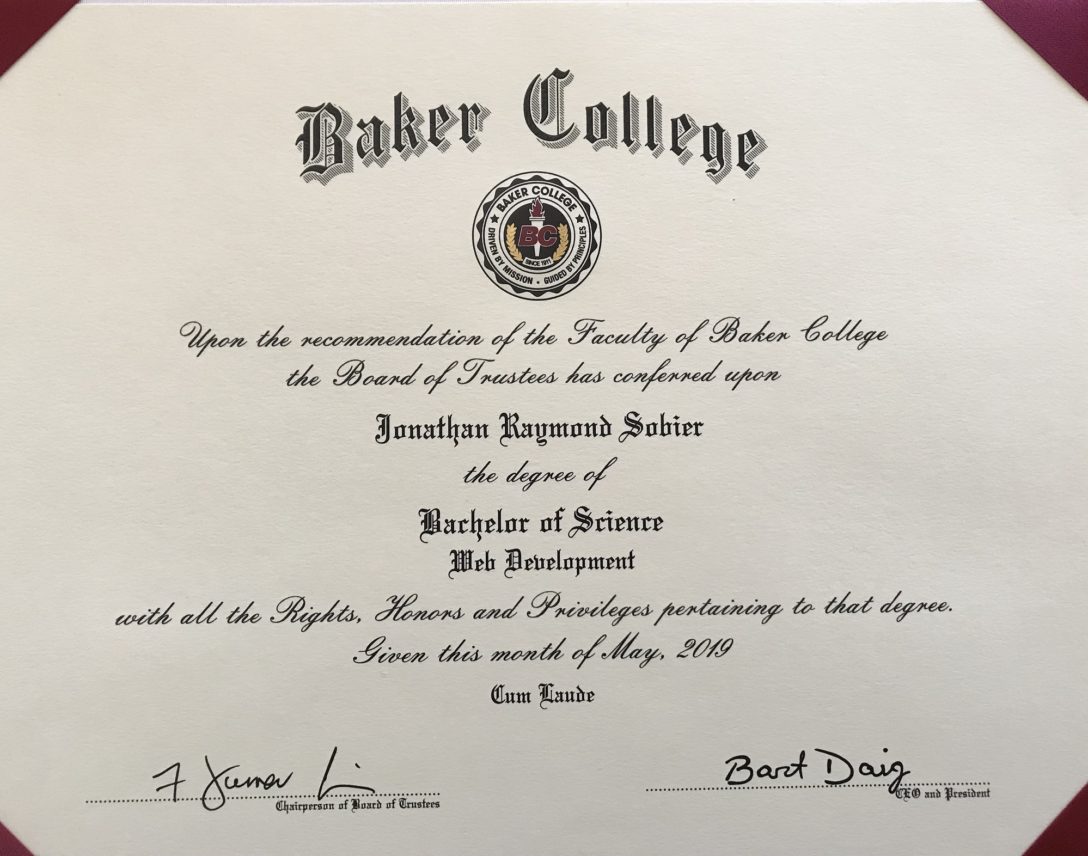 Baker College
BAKER COLLEGE
BC
SINCE 1911
DRIVEN BY MISSION • GUIDED BY PRINCIPLES
Upon the recommendation of the Faculty of Baker College
the Board of Trustees has conferred upon
Jonathan Raymond Sobier
the degree of
Bachelor of Science
Web Development
with all the Rights, Honors and Privileges pertaining to that degree.
Given this month of May, 2019
Cum Laude
Bart Daig
Chairperson of Board of Trustees
CEO and President